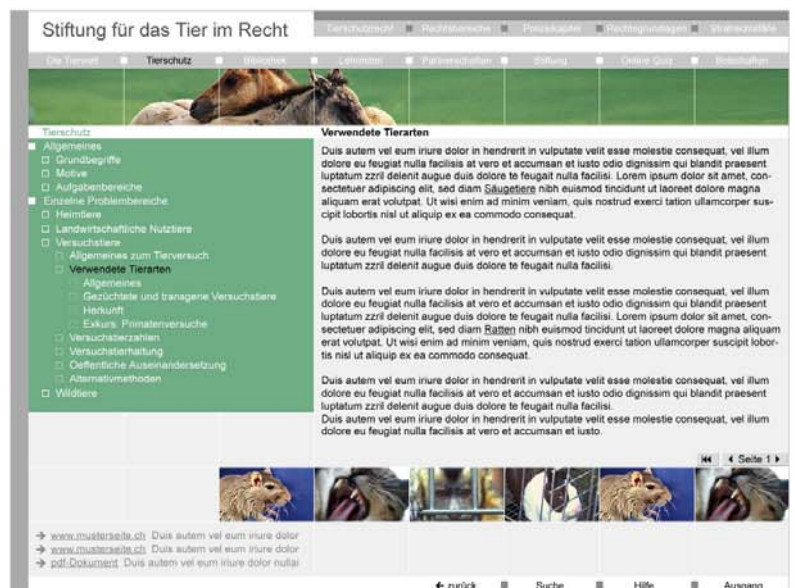 Stiftung für das Tier im Recht
Tierschutzrecht Rechtsbereiche Pressekapitel Rechtsgrundlagen Straftatbestände
Die Tierwelt Tierschutz Bibliothek Lehrmittel Partnerschaften Stiftung Online Quiz Botschaften
Tierschutz
Allgemeines
Grundbegriffe
Motive
Aufgabenbereiche
Einzelne Problembereiche
Heimtiere
Landwirtschaftliche Nutztiere
Versuchstiere
Allgemeines zum Tierversuch
Verwendete Tierarten
Allgemeines
Gezüchtete und transgene Versuchstiere
Herkunft
Exkurs: Primatenversuche
Versuchstierzahlen
Versuchstierhaltung
Oeffentliche Auseinandersetzung
Alternativmethoden
Wildtiere
Verwendete Tierarten
Duis autem vel eum iriure dolor in hendrerit in vulputate velit esse molestie consequat, vel illum
dolore eu feugiat nulla facilisis at vero et accumsan et iusto odio dignissim qui blandit praesent
luptatum zzril delenit augue duis dolore te feugait nulla facilisi. Lorem ipsum dolor sit amet, con-
sectetuer adipiscing elit, sed diam Säugetiere nibh euismod tincidunt ut laoreet dolore magna
aliquam erat volutpat. Ut wisi enim ad minim veniam, quis nostrud exerci tation ullamcorper sus-
cipit lobortis nisl ut aliquip ex ea commodo consequat.
Duis autem vel eum iriure dolor in hendrerit in vulputate velit esse molestie consequat, vel illum
dolore eu feugiat nulla facilisis at vero et accumsan et iusto odio dignissim qui blandit praesent
luptatum zzril delenit augue duis dolore te feugait nulla facilisi.
Duis autem vel eum iriure dolor in hendrerit in vulputate velit esse molestie consequat, vel illum
dolore eu feugiat nulla facilisis at vero et accumsan et iusto odio dignissim qui blandit praesent
luptatum zzril delenit augue duis dolore te feugait nulla facilisi. Lorem ipsum dolor sit amet, con-
sectetuer adipiscing elit, sed diam Ratten nibh euismod tincidunt ut laoreet dolore magna aliquam
erat volutpat. Ut wisi enim ad minim veniam, quis nostrud exerci tation ullamcorper suscipit lobor-
tis nisl ut aliquip ex ea commodo consequat.
Duis autem vel eum iriure dolor in hendrerit in vulputate velit esse molestie consequat, vel illum
dolore eu feugiat nulla facilisis at vero et accumsan et iusto odio dignissim qui blandit praesent
luptatum zzril delenit augue duis dolore te feugait nulla facilisi.
Duis autem vel eum iriure dolor in hendrerit in vulputate velit esse molestie consequat, vel illum
dolore eu feugiat nulla facilisis at vero et accumsan et iusto.
Seite 1
www.musterseite.ch Duis autem vel eum iriure dolor
www.musterseite.ch Duis autem vel eum iriure dolor
pdf-Dokument Duis autem vel eum iriure dolor nullai
zurück Suche Hilfe Ausgang